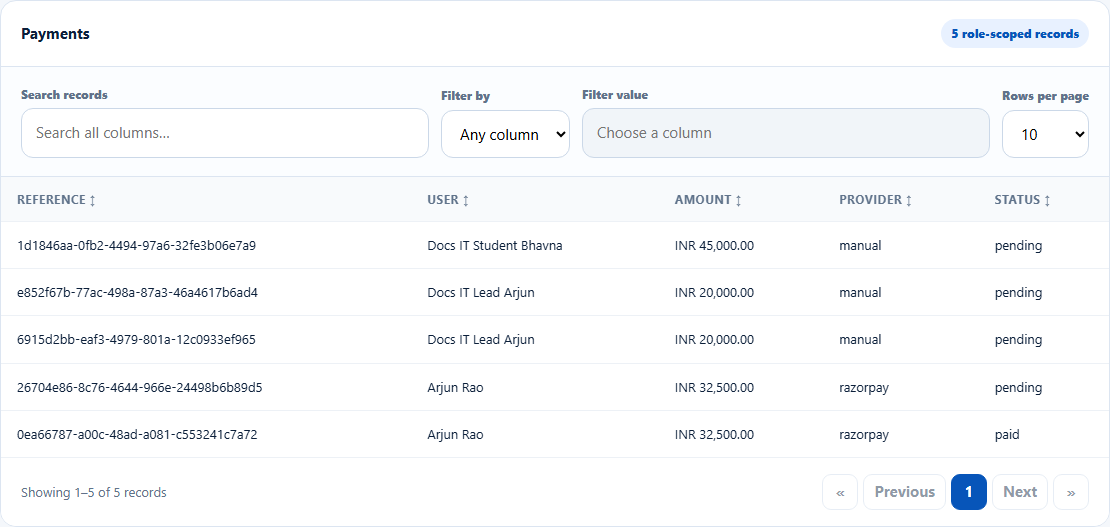 Payments
5 role-scoped records
Search records
Filter by
Filter value
Rows per page
Search all columns...
Any column
Choose a column
10
REFERENCE ↕ USER ↕ AMOUNT ↕ PROVIDER ↕ STATUS ↕
1d1846aa-0fb2-4494-97a6-32fe3b06e7a9 Docs IT Student Bhavna INR 45,000.00 manual pending
e852f67b-77ac-498a-87a3-46a4617b6ad4 Docs IT Lead Arjun INR 20,000.00 manual pending
6915d2bb-eaf3-4979-801a-12c0933ef965 Docs IT Lead Arjun INR 20,000.00 manual pending
26704e86-8c76-4644-966e-24498b6b89d5 Arjun Rao INR 32,500.00 razorpay pending
0ea66787-a00c-48ad-a081-c553241c7a72 Arjun Rao INR 32,500.00 razorpay paid
Showing 1–5 of 5 records
« Previous 1 Next »